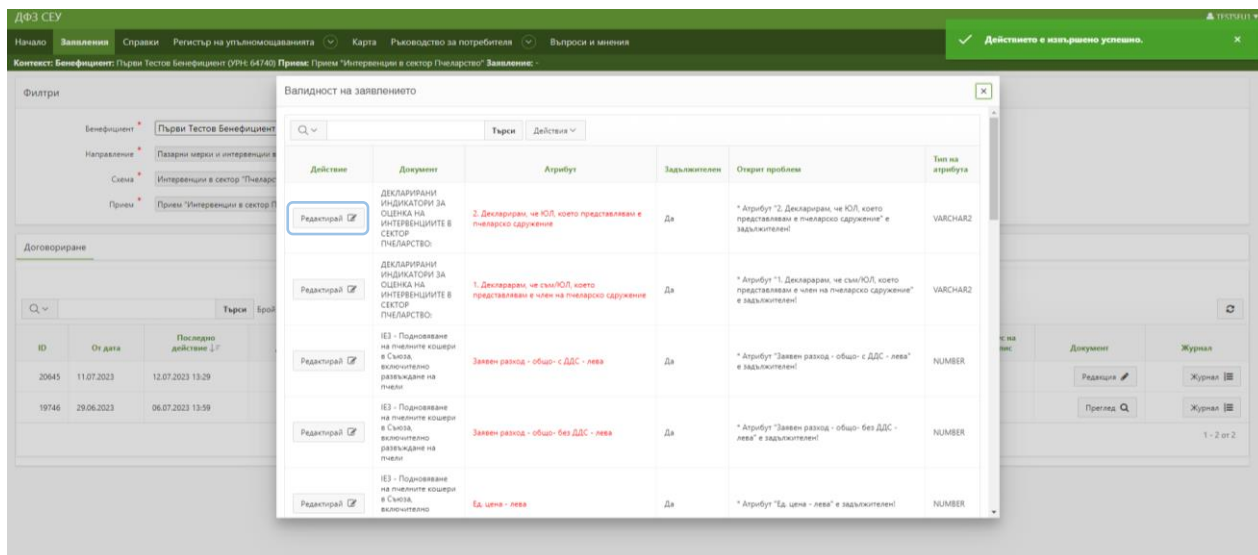 ДФЗ СЕУ
TESTSEU1
Начало Заявления Справки Регистър на упълномощаванията Карта Ръководство за потребителя Въпроси и мнения
Действието е извършено успешно.
Контекст: Бенефициент: Първи Тестов Бенефициент (УРН: 64740) Прием: Прием "Интервенции в сектор Пчеларство" Заявление: -
Филтри
Бенефициент * Първи Тестов Бенефициент
Направление * Пазарни мерки и интервенции в
Схема * Интервенции в сектор "Пчеларс
Прием * Прием "Интервенции в сектор П
Договориране
Търси Брой
ID От дата Последно действие Документ Журнал
20645 11.07.2023 12.07.2023 13:29 Редакция Журнал
19746 29.06.2023 06.07.2023 13:59 Преглед Журнал
1 - 2 от 2
Валидност на заявлението
Търси Действия
Действие Документ Атрибут Задължителен Открит проблем Тип на атрибута
Редактирай
ДЕКЛАРИРАНИ
ИНДИКАТОРИ ЗА
ОЦЕНКА НА
ИНТЕРВЕНЦИИТЕ В
СЕКТОР
ПЧЕЛАРСТВО:
2. Декларирам, че ЮЛ, което представлявам е
пчеларско сдружение
Да
* Атрибут "2. Декларирам, че ЮЛ, което
представлявам е пчеларско сдружение" е
задължителен!
VARCHAR2
Редактирай
ДЕКЛАРИРАНИ
ИНДИКАТОРИ ЗА
ОЦЕНКА НА
ИНТЕРВЕНЦИИТЕ В
СЕКТОР
ПЧЕЛАРСТВО:
1. Декларарам, че съм/ЮЛ, което
представлявам е член на пчеларско сдружение
Да
* Атрибут "1. Декларарам, че съм/ЮЛ, което
представлявам е член на пчеларско сдружение"
е задължителен!
VARCHAR2
Редактирай
IE3 - Подновяване
на пчелните кошери
в Съюза,
включително
развъждане на
пчели
Заявен разход - общо- с ДДС - лева
Да
* Атрибут "Заявен разход - общо- с ДДС - лева"
е задължителен!
NUMBER
Редактирай
IE3 - Подновяване
на пчелните кошери
в Съюза,
включително
развъждане на
пчели
Заявен разход - общо- без ДДС - лева
Да
* Атрибут "Заявен разход - общо- без ДДС -
лева" е задължителен!
NUMBER
Редактирай
IE3 - Подновяване
на пчелните кошери
в Съюза,
включително
Ед. цена - лева
Да
* Атрибут "Ед. цена - лева" е задължителен!
NUMBER